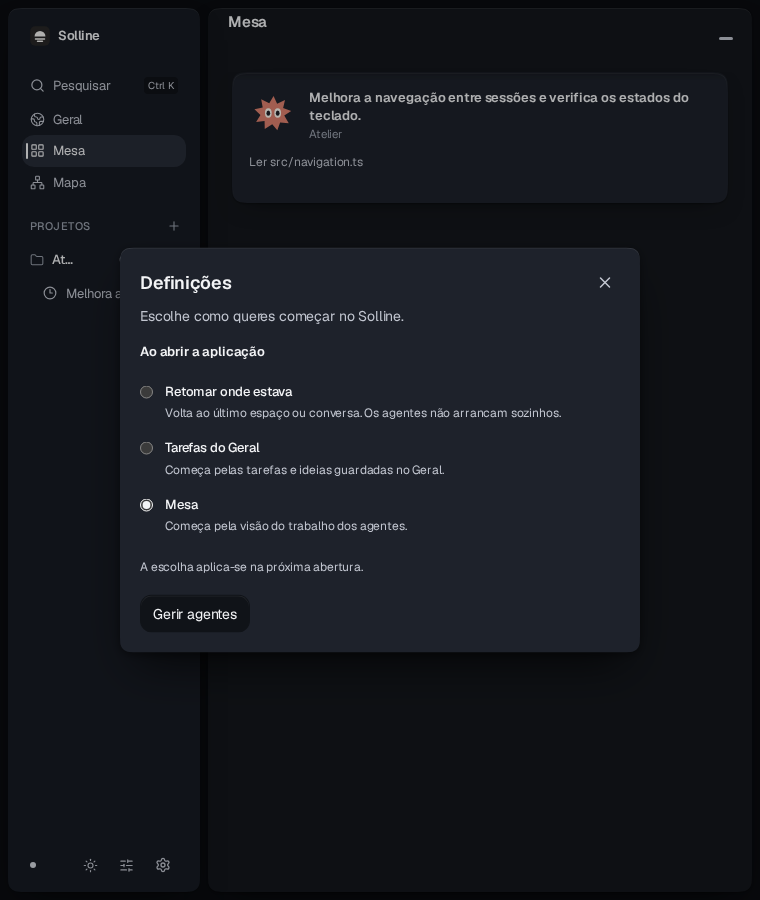 Solline
Pesquisar Ctrl K
Geral
Mesa
Mapa
PROJETOS
At...
Melhora a
Mesa
Melhora a navegação entre sessões e verifica os estados do
teclado.
Atelier
Ler src/navigation.ts
Definições
Escolhe como queres começar no Solline.
Ao abrir a aplicação
Retomar onde estava
Volta ao último espaço ou conversa. Os agentes não arrancam sozinhos.
Tarefas do Geral
Começa pelas tarefas e ideias guardadas no Geral.
Mesa
Começa pela visão do trabalho dos agentes.
A escolha aplica-se na próxima abertura.
Gerir agentes